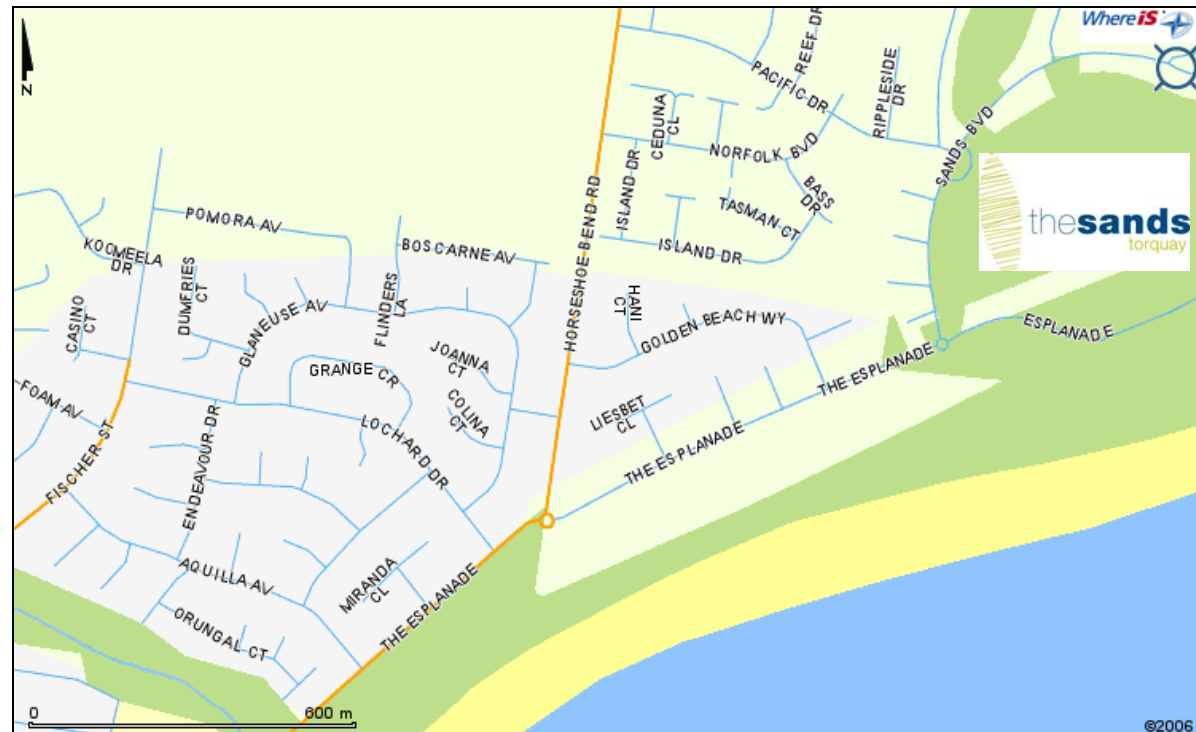 WhereiS
N
REEF DR
PACIFIC DR
RIPPLESIDE
DR
CEDUNA
CL
NORFOLK BVD
SANDS BVD
ISLAND DR
BASS
DR
TASMAN CT
HORSESHOE BEND RD
ISLAND DR
thesands
torquay
POMORA AV
KOOMEELA
DR
BOSCARNE AV
DUMFRIES
CT
CASINO
CT
GLANEUSE AV
FLINDERS
LA
HANI
CT
GOLDEN BEACH WY
ESPLANADE
THE ESPLANADE
JOANNA
CT
GRANGE CR
COLINA
CT
LIESBET
CL
FOAM AV
LOCHARD DR
THE ESPLANADE
FISCHER ST
ENDEAVOUR DR
AQUILLA AV
MIRANDA
CL
THE ESPLANADE
ORUNGAL CT
0 600 m
©2006